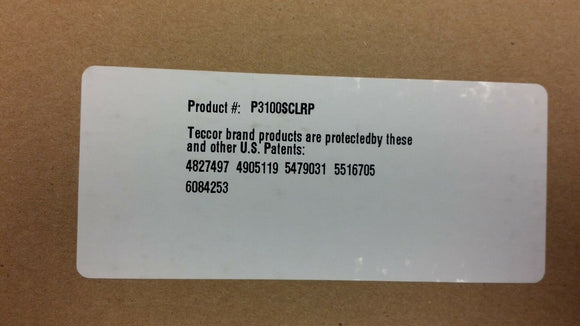 Product #: P3100SCLRP
Teccor brand products are protectedby these
and other U.S. Patents:
4827497 4905119 5479031 5516705
6084253